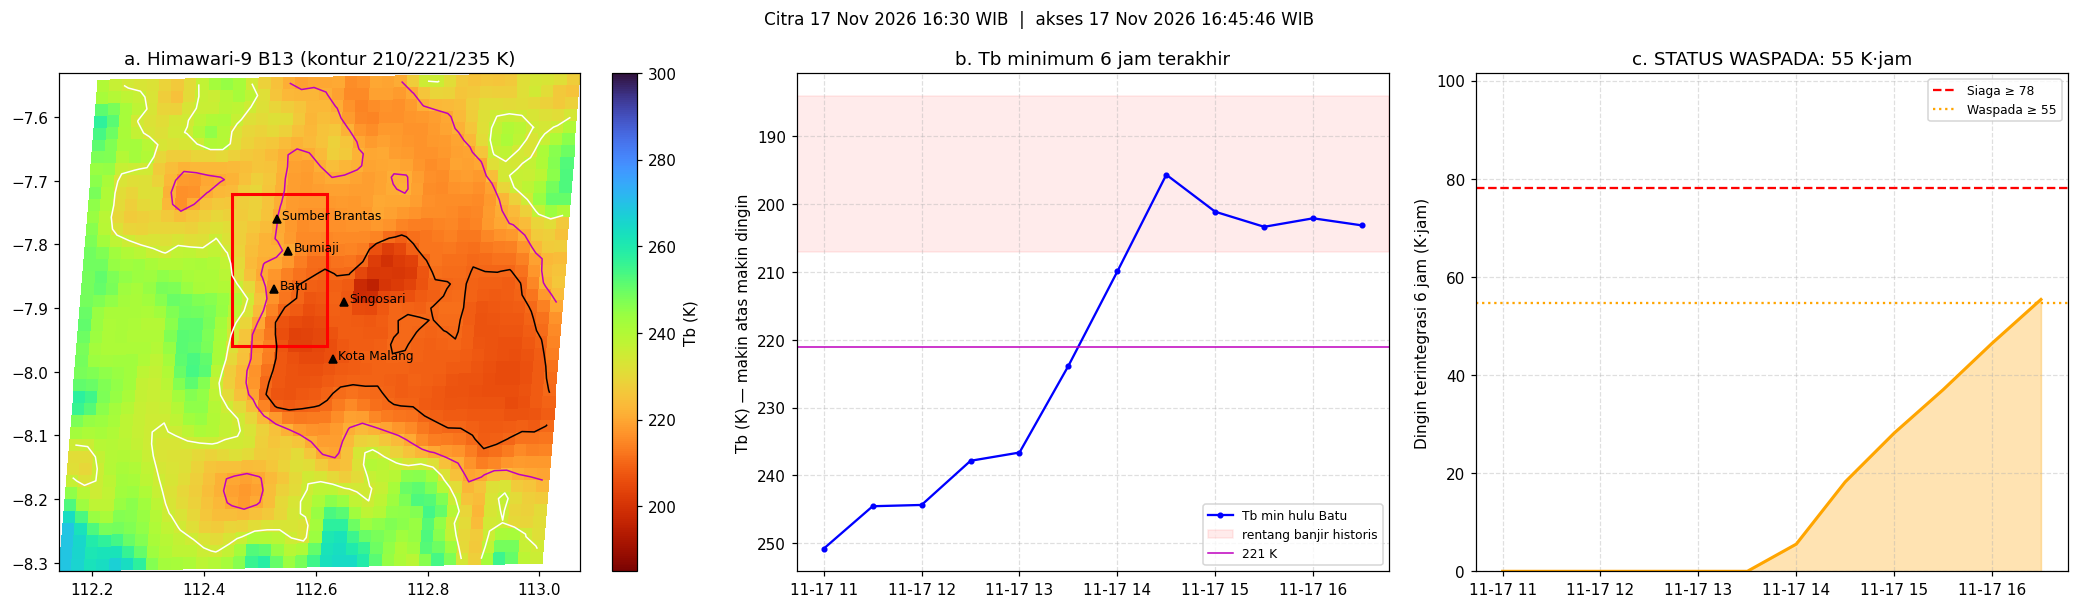 Citra 17 Nov 2026 16:30 WIB | akses 17 Nov 2026 16:45:46 WIB
a. Himawari-9 B13 (kontur 210/221/235 K)
−7.6
−7.7
−7.8
−7.9
−8.0
−8.1
−8.2
−8.3
112.2
112.4
112.6
112.8
113.0
Sumber Brantas
Bumiaji
Batu
Singosari
Kota Malang
300
280
260
240
220
200
Tb (K)
b. Tb minimum 6 jam terakhir
Tb (K) — makin atas makin dingin
190
200
210
220
230
240
250
11-17 11
11-17 12
11-17 13
11-17 14
11-17 15
11-17 16
Tb min hulu Batu
rentang banjir historis
221 K
c. STATUS WASPADA: 55 K·jam
Dingin terintegrasi 6 jam (K·jam)
100
80
60
40
20
0
11-17 11
11-17 12
11-17 13
11-17 14
11-17 15
11-17 16
Siaga ≥ 78
Waspada ≥ 55